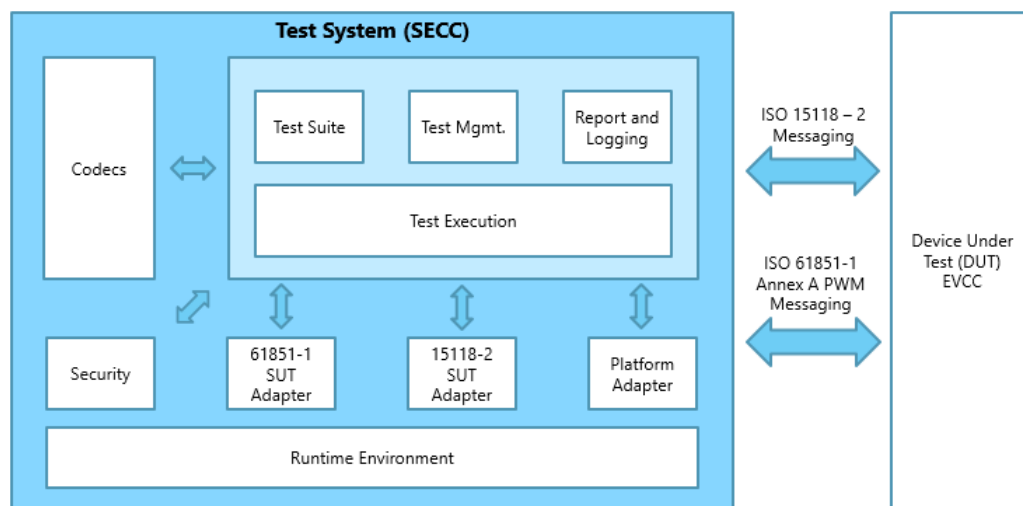 Test System (SECC)
Codecs
Test Suite
Test Mgmt.
Report and
Logging
Test Execution
Security
61851-1
SUT
Adapter
15118-2
SUT
Adapter
Platform
Adapter
Runtime Environment
ISO 15118 – 2
Messaging
ISO 61851-1
Annex A PWM
Messaging
Device Under
Test (DUT)
EVCC